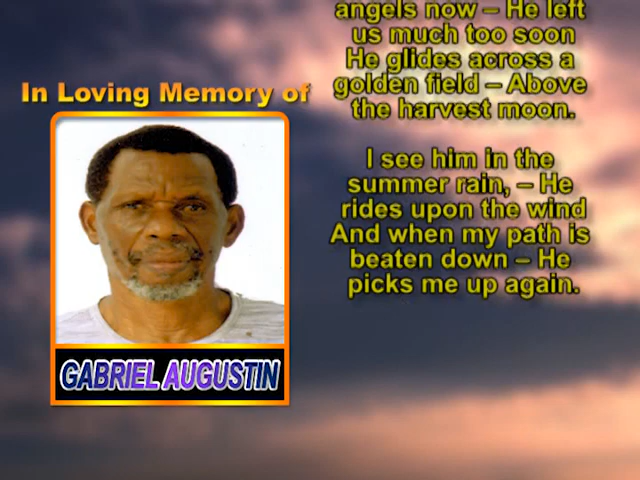 In Loving Memory of
GABRIEL AUGUSTIN
angels now – He left
us much too soon
He glides across a
golden field – Above
the harvest moon.
I see him in the
summer rain, – He
rides upon the wind
And when my path is
beaten down – He
picks me up again.